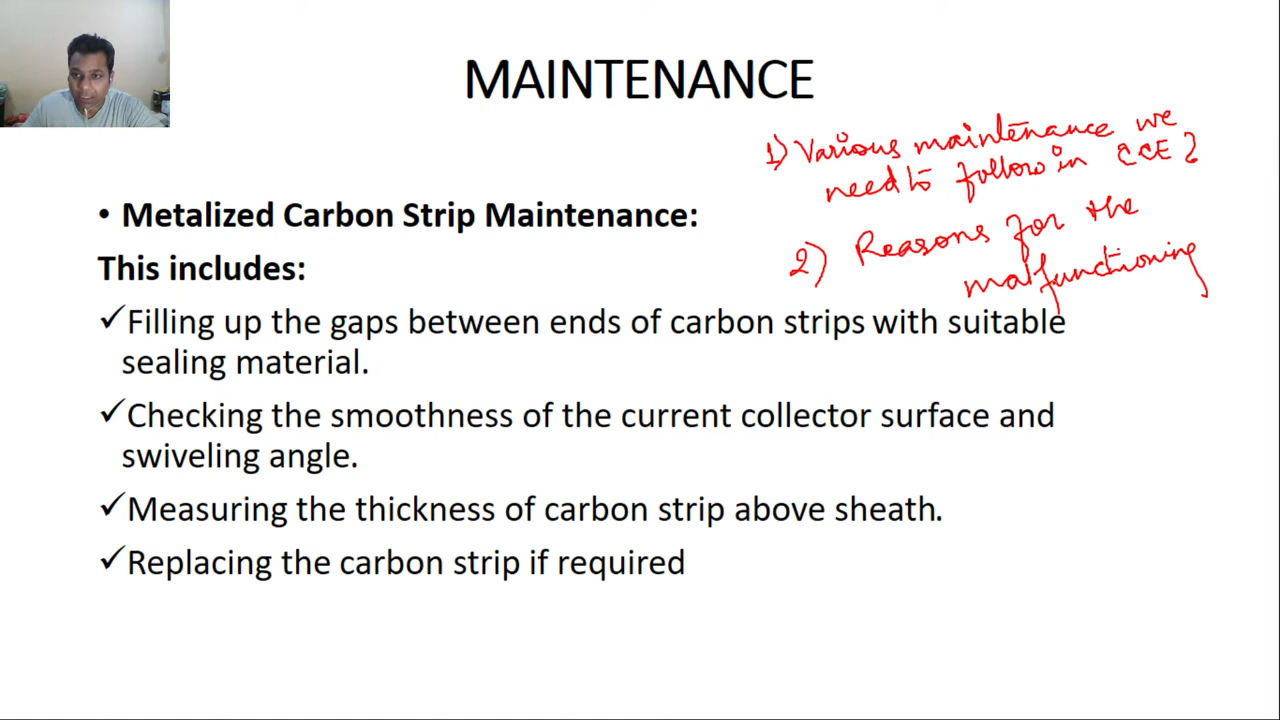 MAINTENANCE
1) Various maintenance we
need to follow in CCE ?
2) Reasons for the
malfunctioning
• Metalized Carbon Strip Maintenance:
This includes:
✓Filling up the gaps between ends of carbon strips with suitable
sealing material.
✓Checking the smoothness of the current collector surface and
swiveling angle.
✓Measuring the thickness of carbon strip above sheath.
✓Replacing the carbon strip if required